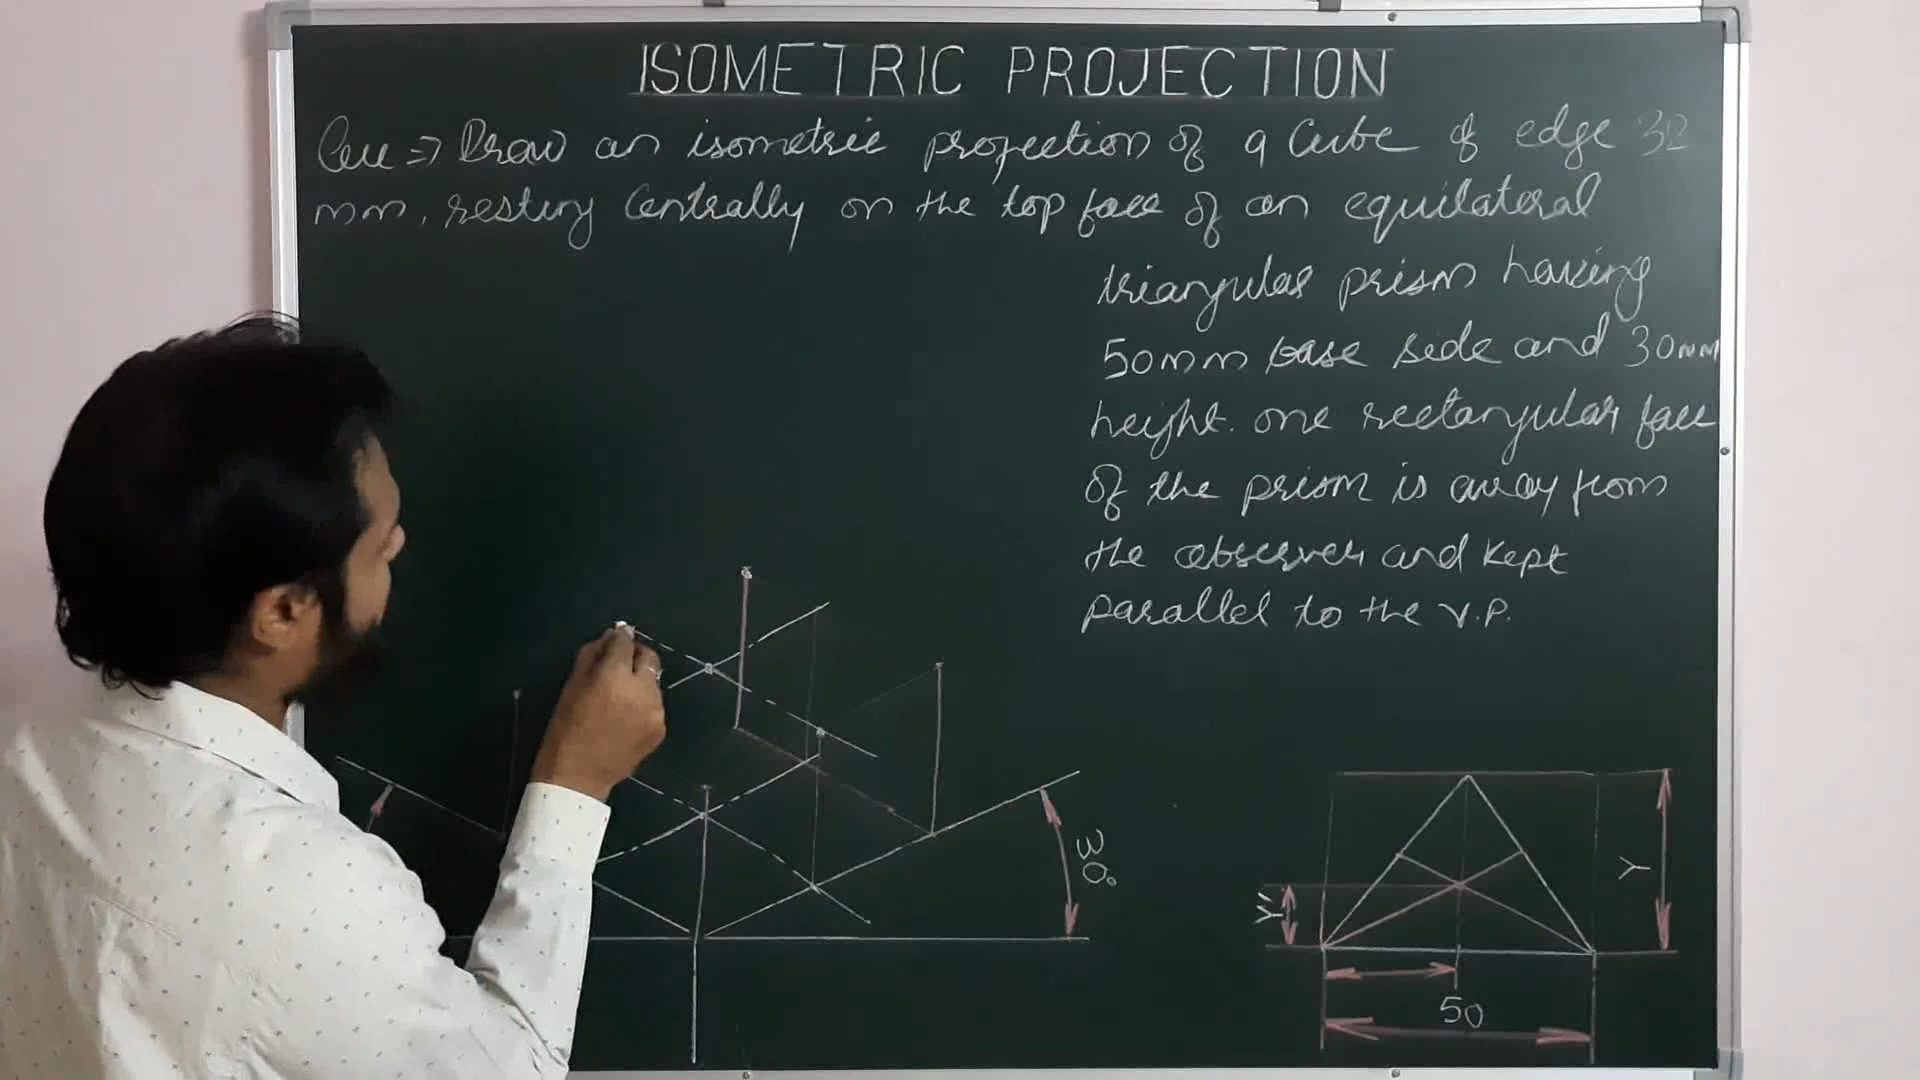 ISOMETRIC PROJECTION
Que ⇒ Draw an isometric projection of a Cube of edge 32
mm, resting Centrally on the top face of an equilateral
triangular prism having
50mm base side and 30mm
height. one rectangular face
of the prism is away from
the observer and kept
parallel to the V.P.
30°
Y
Y'
50